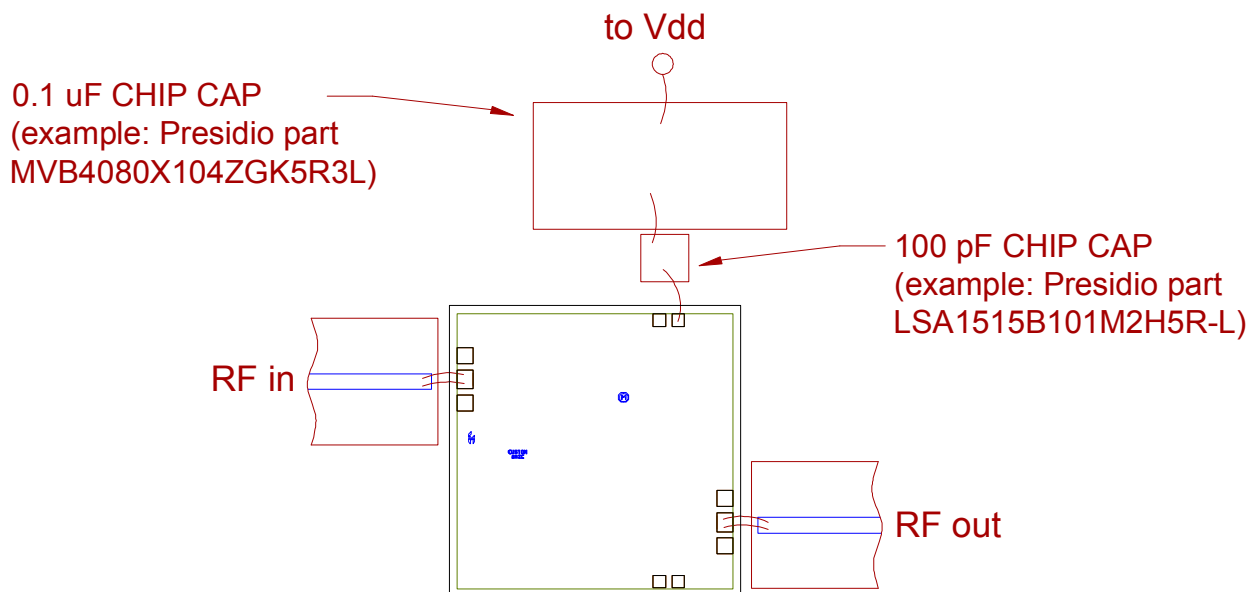 to Vdd
0.1 uF CHIP CAP
(example: Presidio part
MVB4080X104ZGK5R3L)
100 pF CHIP CAP
(example: Presidio part
LSA1515B101M2H5R-L)
RF in
RF out